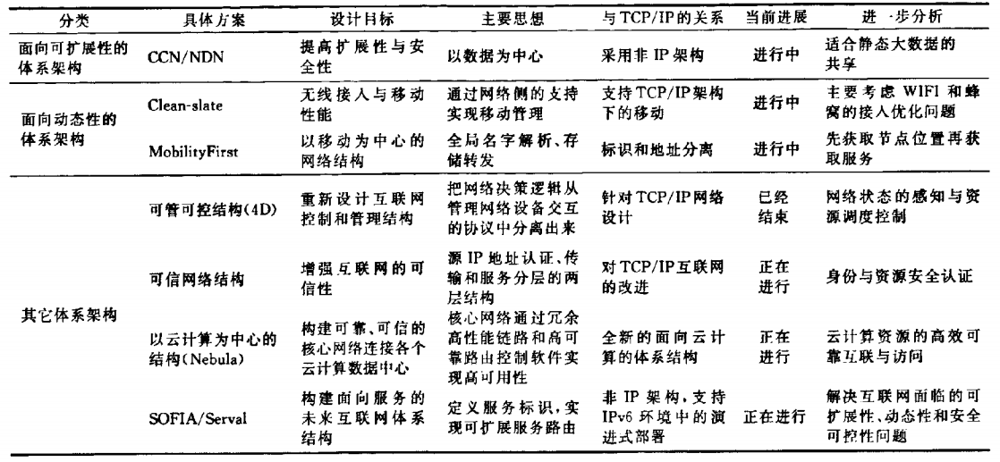 分类 具体方案 设计目标 主要思想 与TCP/IP的关系 当前进展 进一步分析
面向可扩展性的
体系架构
CCN/NDN
提高扩展性与安
全性
以数据为中心
采用非 IP 架构
进行中
适合静态大数据的
共享
面向动态性的
体系架构
Clean-slate
无线接入与移动
性能
通过网络侧的支持
实现移动管理
支持TCP/IP架构
下的移动
进行中
主要考虑 WIFI 和蜂
窝的接入优化问题
MobilityFirst
以移动为中心的
网络结构
全局名字解析、存
储转发
标识和地址分离
进行中
先获取节点位置再获
取服务
其它体系架构
可管可控结构(4D)
重新设计互联网
控制和管理结构
把网络决策逻辑从
管理网络设备交互
的协议中分离出来
针对TCP/IP网络
设计
已经
结束
网络状态的感知与资
源调度控制
可信网络结构
增强互联网的可
信性
源 IP 地址认证、传
输和服务分层的两
层结构
对TCP/IP互联网
的改进
正在
进行
身份与资源安全认证
以云计算为中心的
结构(Nebula)
构建可靠、可信的
核心网络连接各个
云计算数据中心
核心网络通过冗余
高性能链路和高可
靠路由控制软件实
现高可用性
全新的面向云计
算的体系结构
正在
进行
云计算资源的高效可
靠互联与访问
SOFIA/Serval
构建面向服务的
未来互联网体系
结构
定义服务标识,实
现可扩展服务路由
非 IP 架构,支持
IPv6 环境中的演
进式部署
正在进行
解决互联网面临的可
扩展性、动态性和安全
可控性问题